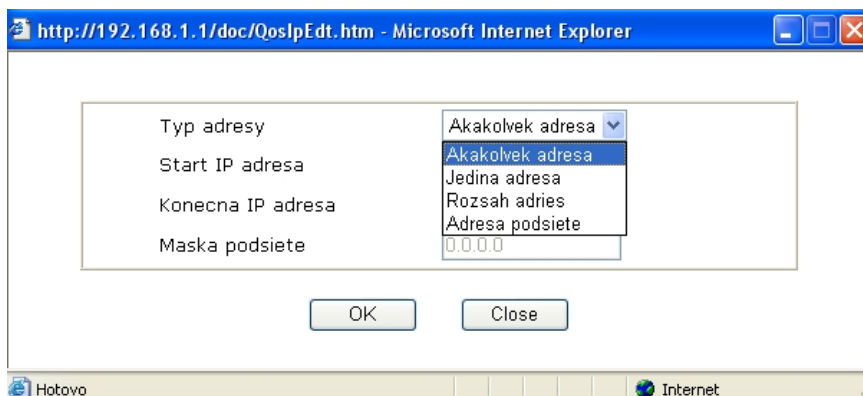 http://192.168.1.1/doc/QosIpEdt.htm - Microsoft Internet Explorer
Typ adresy
Akakolvek adresa
Akakolvek adresa
Start IP adresa
Jedina adresa
Rozsah adries
Konecna IP adresa
Adresa podsiete
Maska podsiete
0.0.0.0
OK
Close
Hotovo
Internet